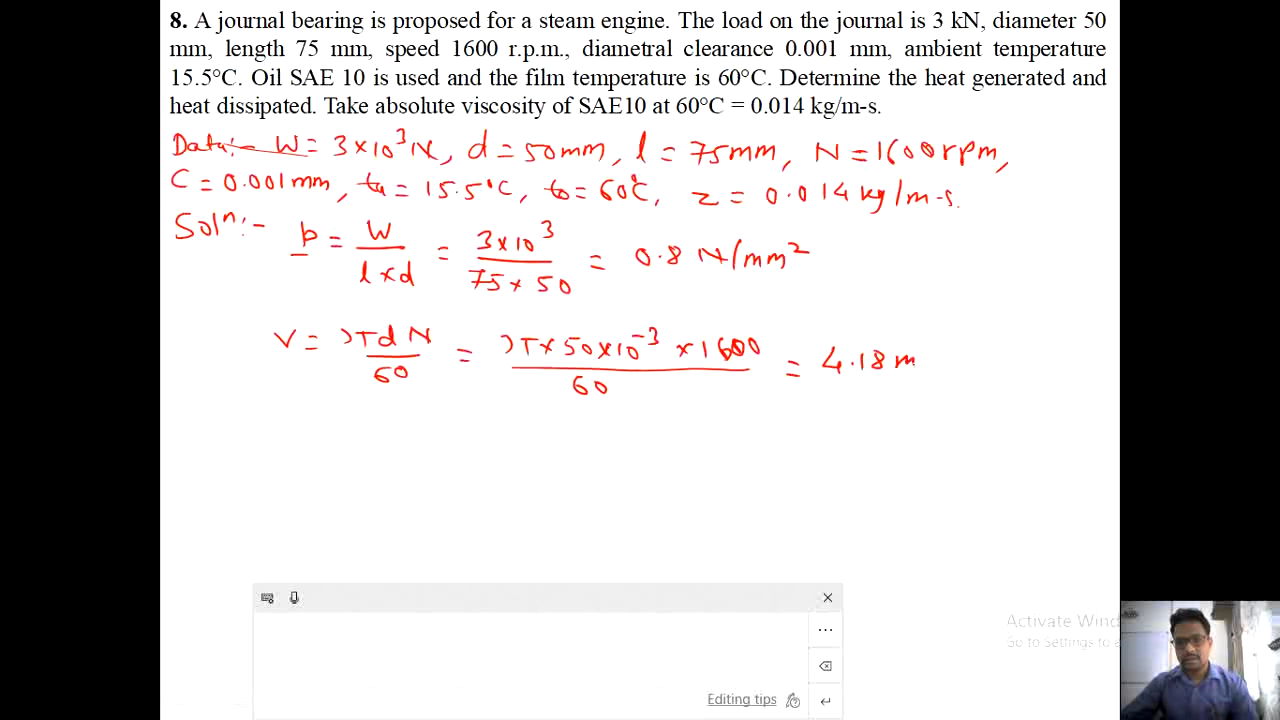 8. A journal bearing is proposed for a steam engine. The load on the journal is 3 kN, diameter 50
mm, length 75 mm, speed 1600 r.p.m., diametral clearance 0.001 mm, ambient temperature
15.5°C. Oil SAE 10 is used and the film temperature is 60°C. Determine the heat generated and
heat dissipated. Take absolute viscosity of SAE10 at 60°C = 0.014 kg/m-s.
Data:- W = 3×10³ N, d = 50mm, l = 75mm, N = 1600 rpm,
C = 0.001mm, ta = 15.5°C, to = 60°C, z = 0.014 kg/m-s.
Solⁿ:- p = W / l×d = 3×10³ / 75×50 = 0.8 N/mm²
V = πdN / 60 = π×50×10⁻³×1600 / 60 = 4.18 m
Editing tips
Activate Wind
Go to Settings to a